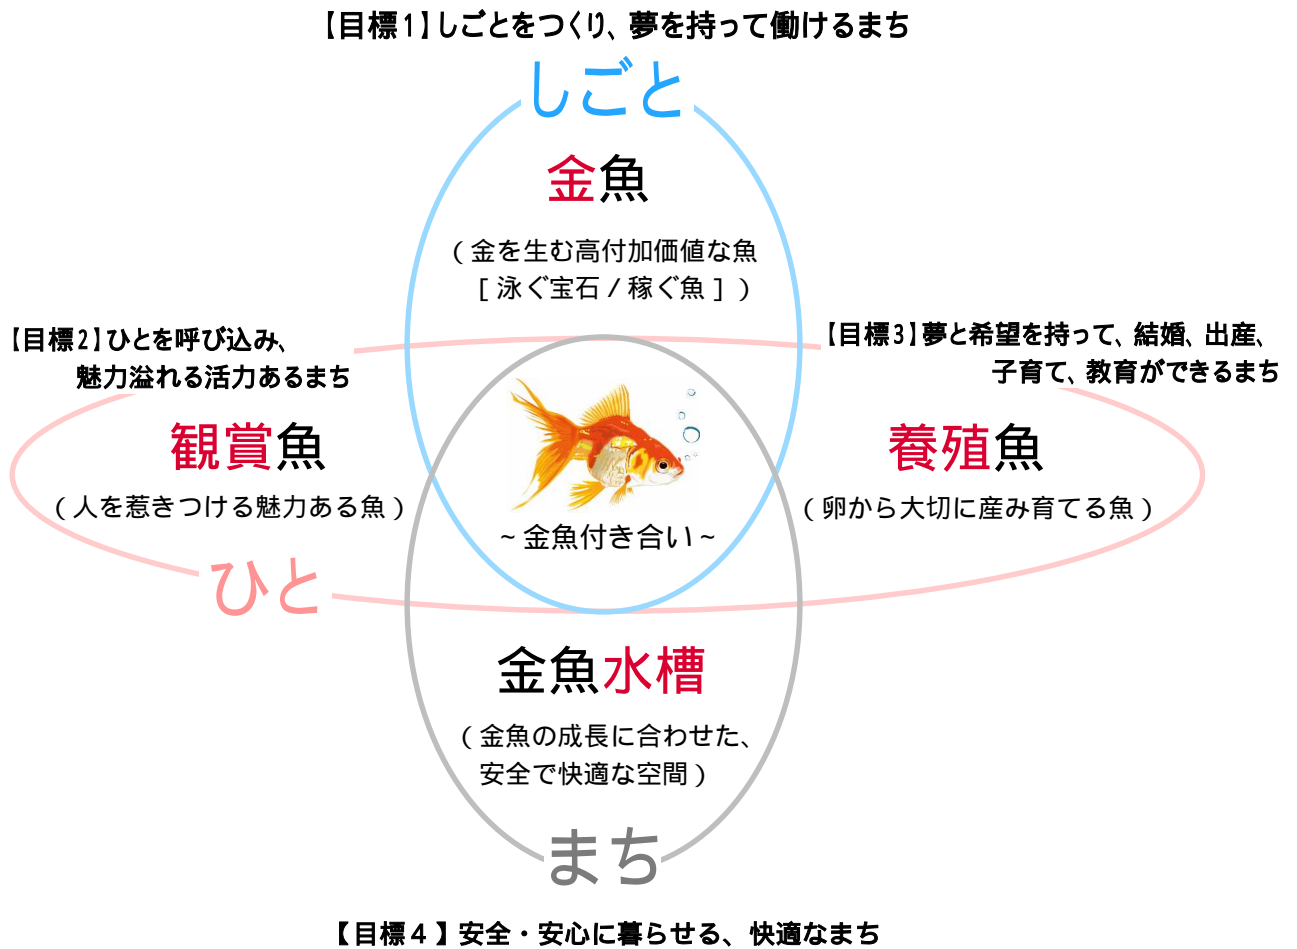 【目標1】しごとをつくり、夢を持って働けるまち
しごと
金魚
（金を生む高付加価値な魚
［泳ぐ宝石/稼ぐ魚］）
【目標2】ひとを呼び込み、
魅力溢れる活力あるまち
観賞魚
（人を惹きつける魅力ある魚）
ひと
【目標3】夢と希望を持って、結婚、出産、
子育て、教育ができるまち
養殖魚
（卵から大切に産み育てる魚）
~金魚付き合い~
金魚水槽
（金魚の成長に合わせた、
安全で快適な空間）
まち
【目標４】安全・安心に暮らせる、快適なまち